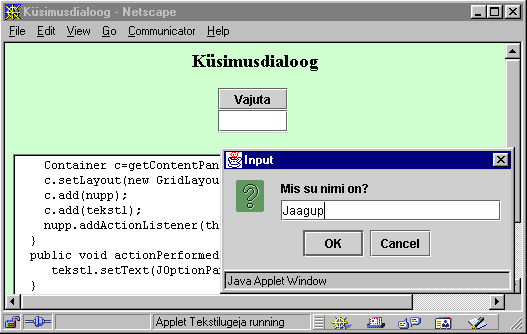 Küsimusdialoog - Netscape
File Edit View Go Communicator Help
Küsimusdialoog
Vajuta
Container c=getContentPan
c.setLayout(new GridLayou
c.add(nupp);
c.add(tekstl);
nupp.addActionListener(th
}
public void actionPerformed
tekstl.setText(JOptionPa
}
Input
Mis su nimi on?
Jaagup
OK Cancel
Java Applet Window
Applet Tekstilugeja running